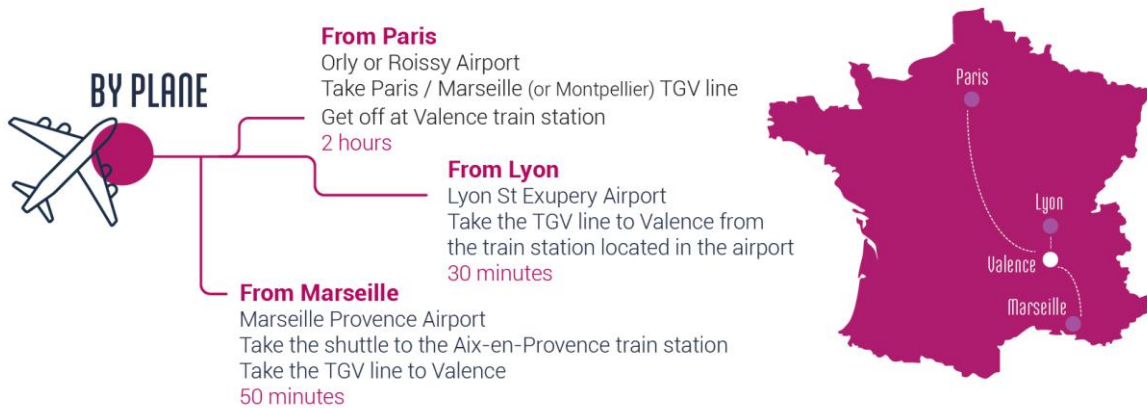 BY PLANE
From Paris
Orly or Roissy Airport
Take Paris / Marseille (or Montpellier) TGV line
Get off at Valence train station
2 hours
From Lyon
Lyon St Exupery Airport
Take the TGV line to Valence from
the train station located in the airport
30 minutes
From Marseille
Marseille Provence Airport
Take the shuttle to the Aix-en-Provence train station
Take the TGV line to Valence
50 minutes
Paris
Lyon
Valence
Marseille